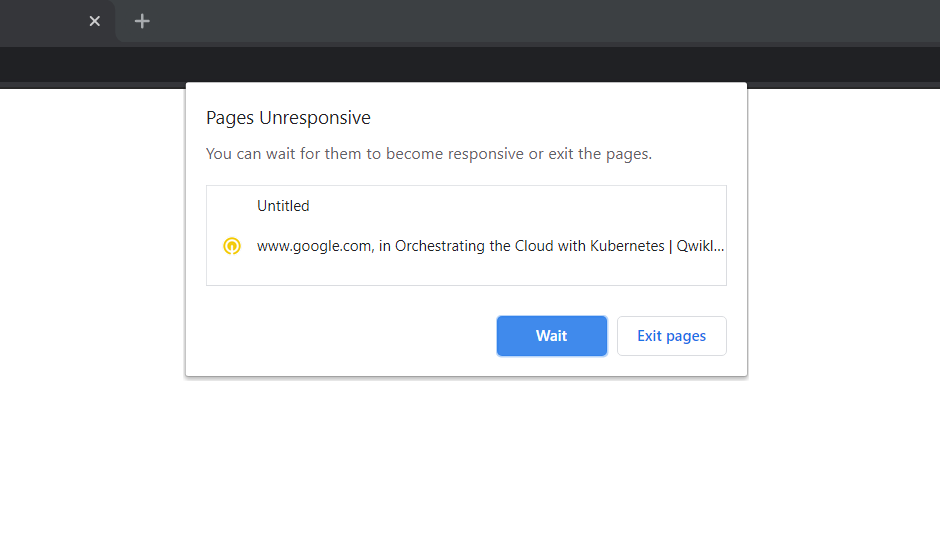 Pages Unresponsive
You can wait for them to become responsive or exit the pages.
Untitled
www.google.com, in Orchestrating the Cloud with Kubernetes | Qwikl...
Wait
Exit pages